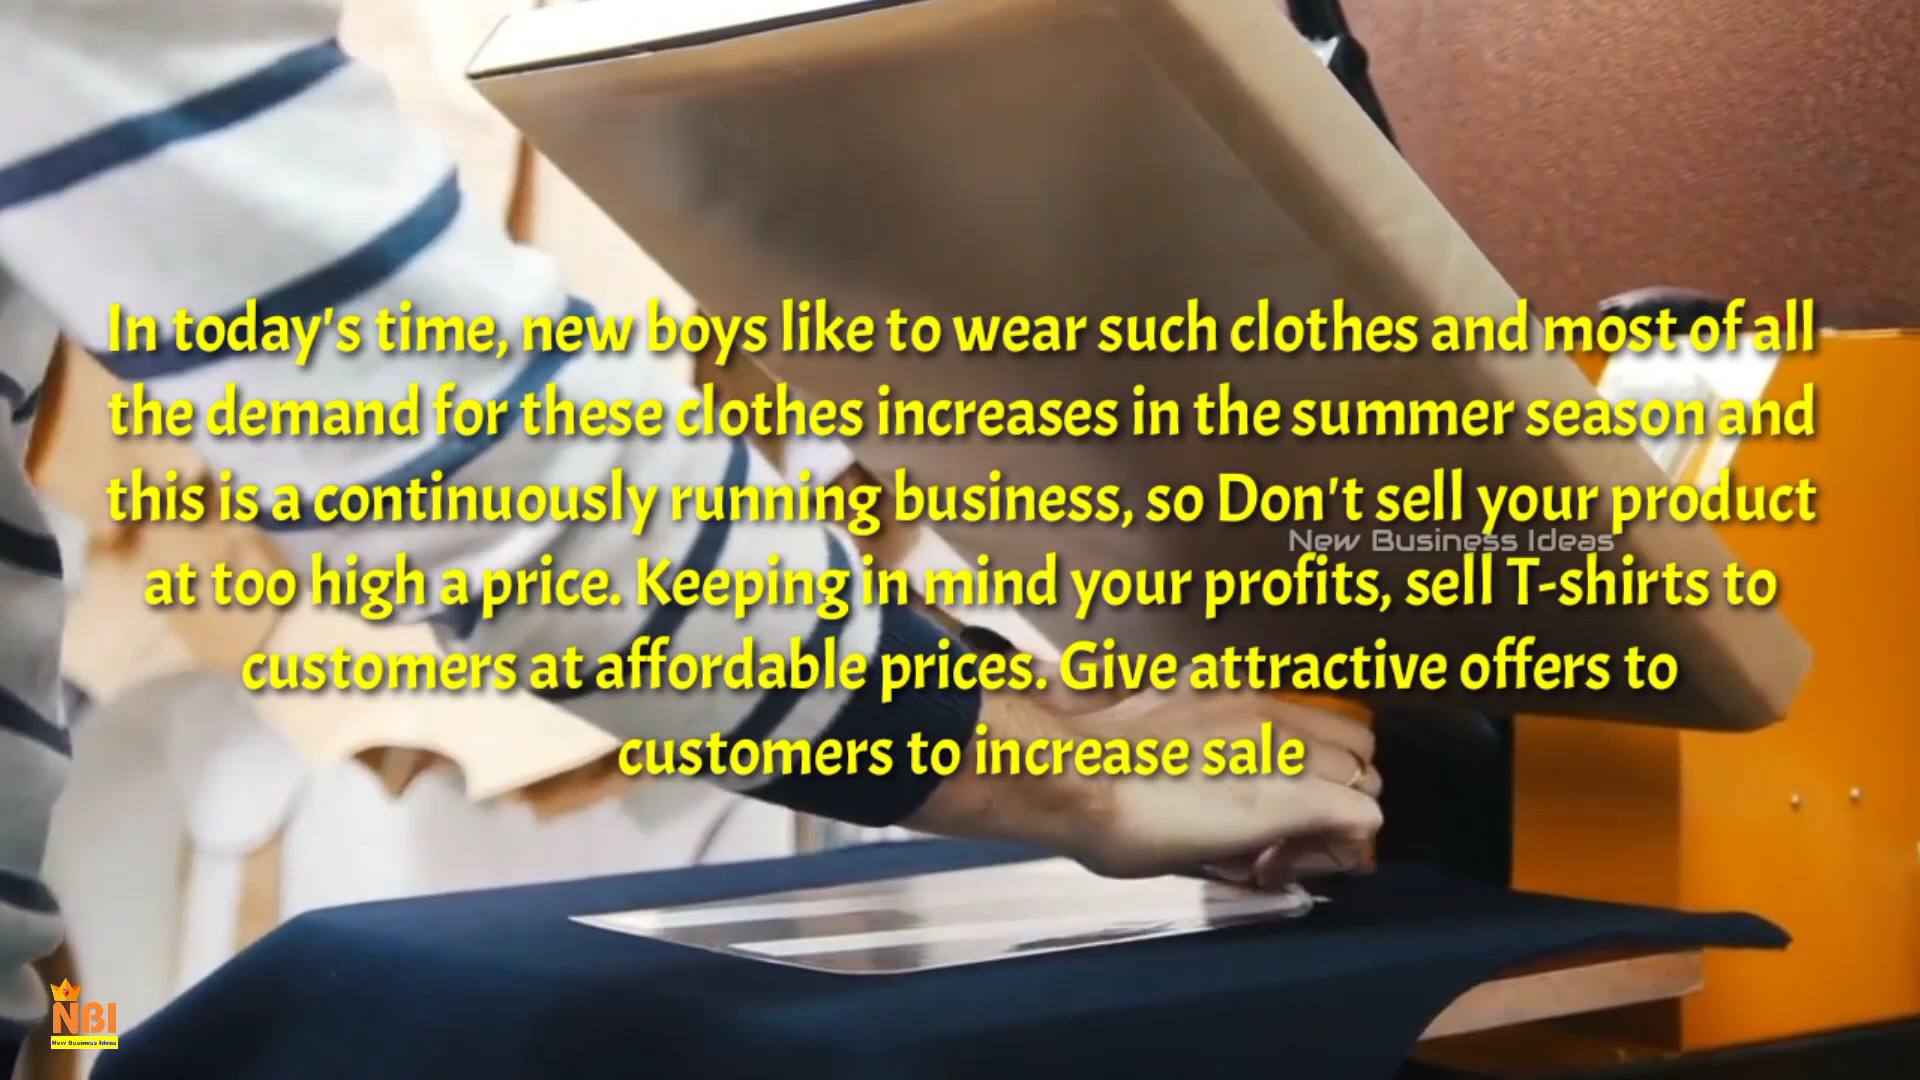 In today's time, new boys like to wear such clothes and most of all
the demand for these clothes increases in the summer season and
this is a continuously running business, so Don't sell your product
New Business Ideas
at too high a price. Keeping in mind your profits, sell T-shirts to
customers at affordable prices. Give attractive offers to
customers to increase sale
NBI
New Business Ideas